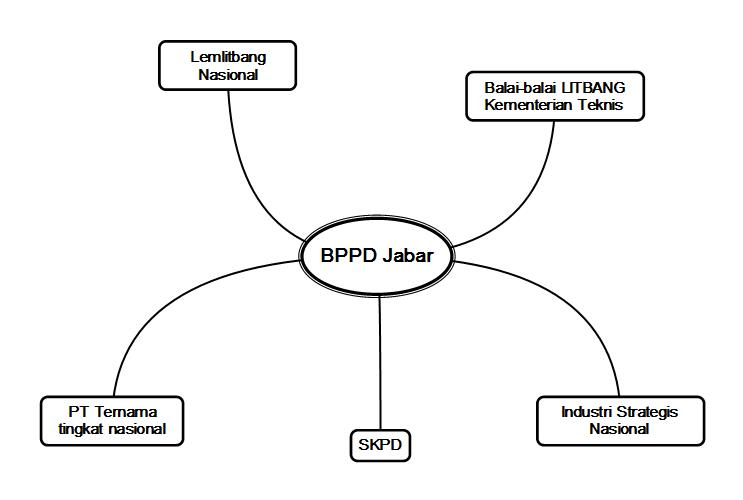 Lemlitbang
Nasional
Balai-balai LITBANG
Kementerian Teknis
BPPD Jabar
PT Ternama
tingkat nasional
SKPD
Industri Strategis
Nasional